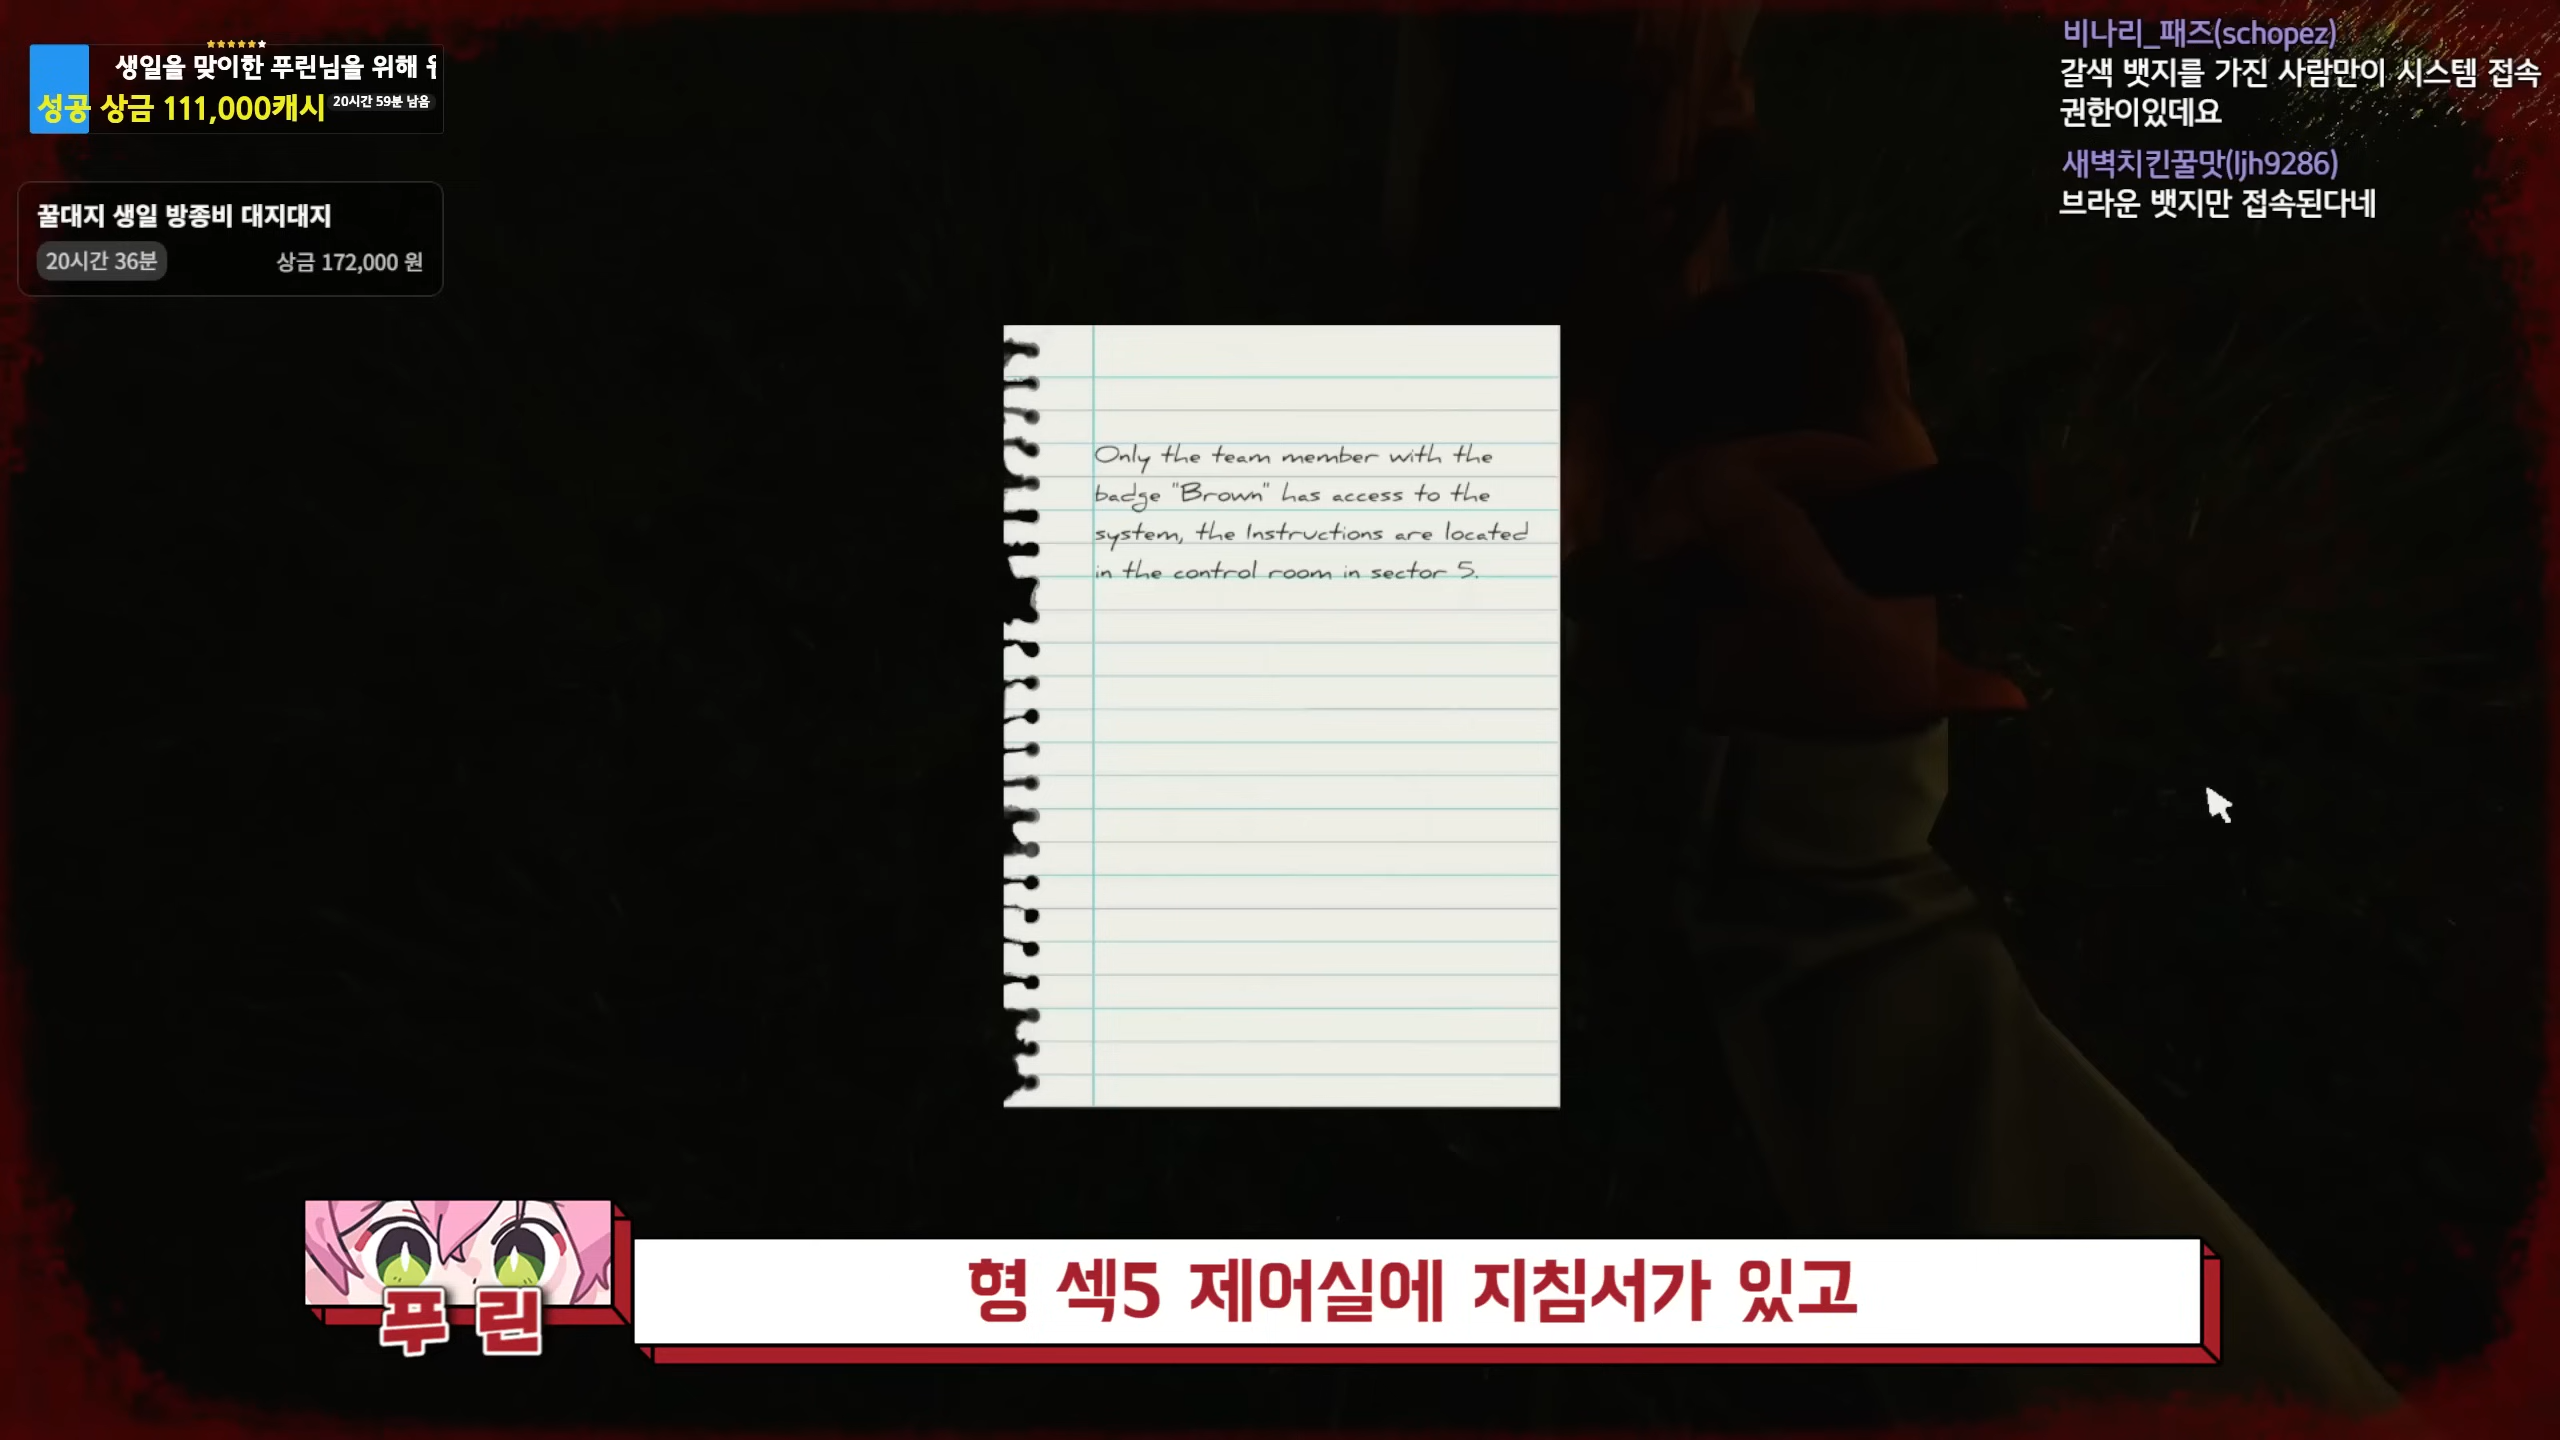 생일을 맞이한 푸린님을 위해
성공 상금 111,000캐시 20시간 59분 남음
꿀대지 생일 방종비 대지대지
20시간 36분 상금 172,000 원
비나리_패즈(schopez)
갈색 뱃지를 가진 사람만이 시스템 접속
권한이있데요
새벽치킨꿀맛(ljh9286)
브라운 뱃지만 접속된다네
Only the team member with the
badge "Brown" has access to the
system, the Instructions are located
in the control room in sector 5.
푸린
형 섹5 제어실에 지침서가 있고